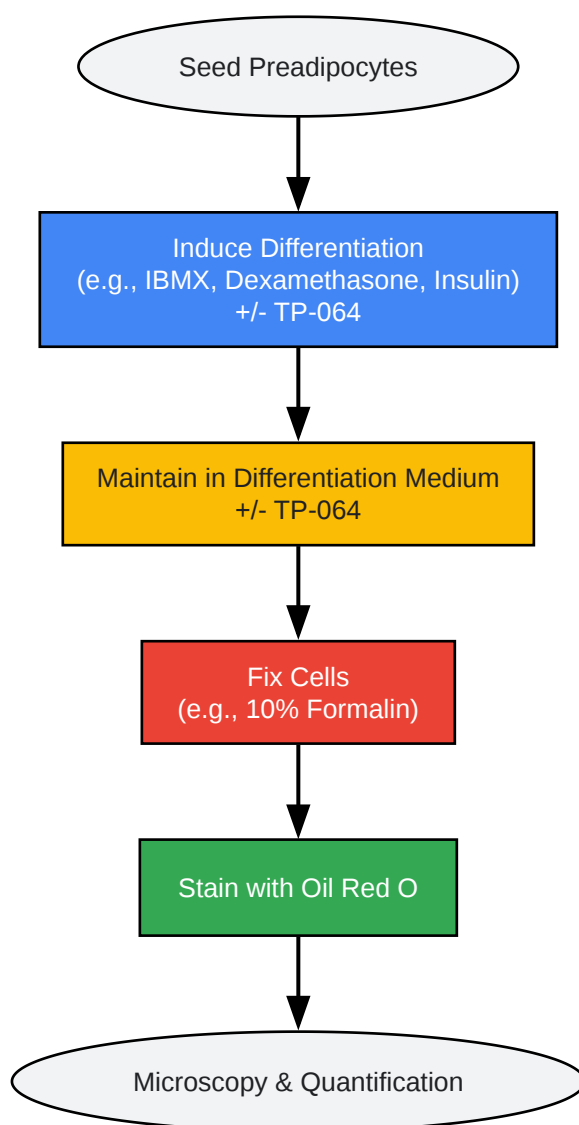 Seed Preadipocytes
Induce Differentiation
(e.g., IBMX, Dexamethasone, Insulin)
+/- TP-064
Maintain in Differentiation Medium
+/- TP-064
Fix Cells
(e.g., 10% Formalin)
Stain with Oil Red O
Microscopy & Quantification